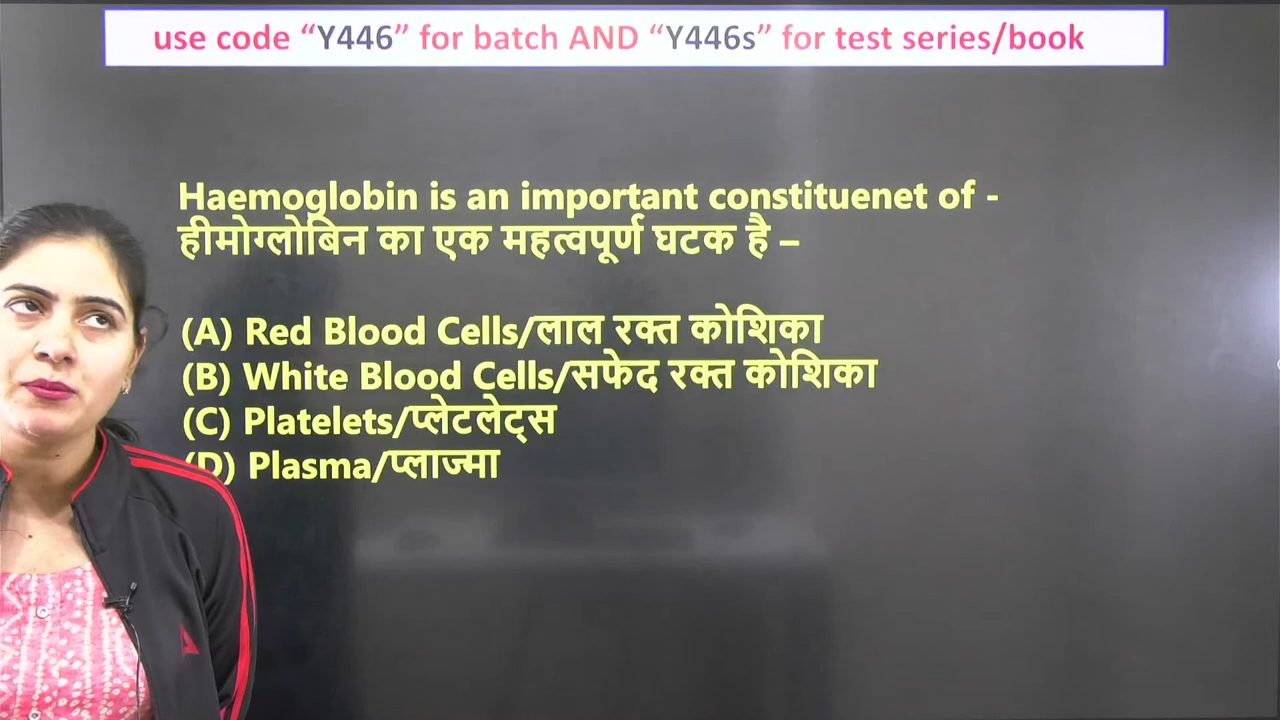 use code “Y446” for batch AND “Y446s” for test series/book
Haemoglobin is an important constituenet of -
हीमोग्लोबिन का एक महत्वपूर्ण घटक है –
(A) Red Blood Cells/लाल रक्त कोशिका
(B) White Blood Cells/सफेद रक्त कोशिका
(C) Platelets/प्लेटलेट्स
(D) Plasma/प्लाज्मा